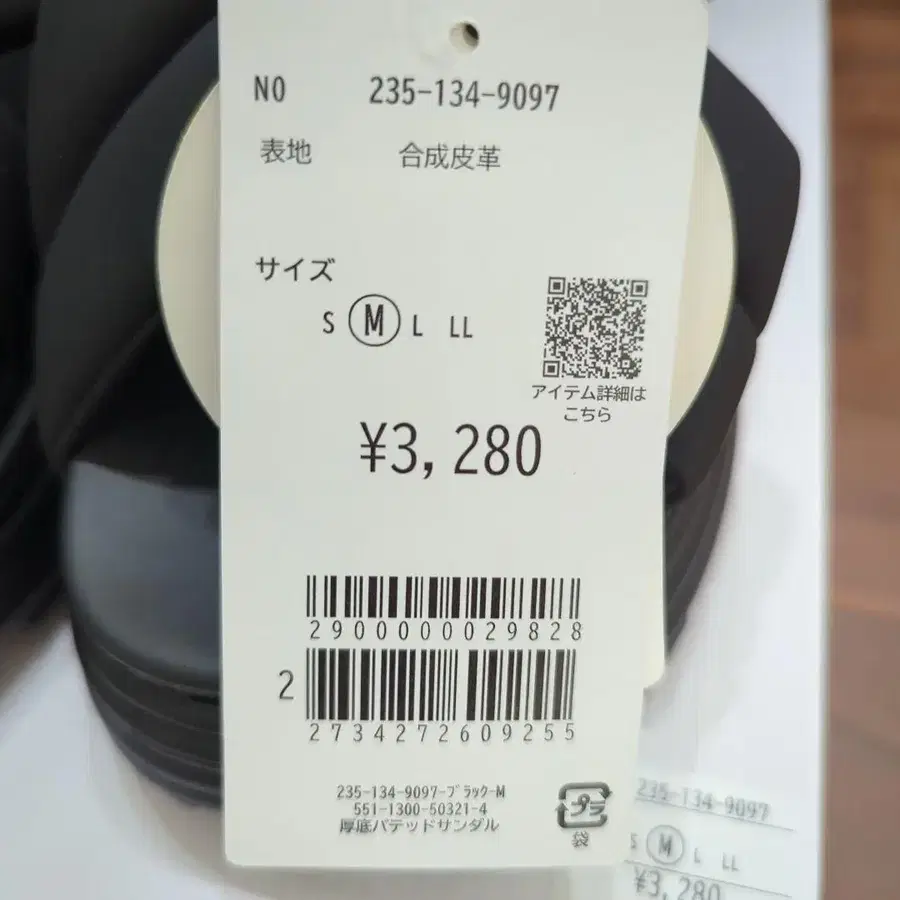 NO 235-134-9097
表地 合成皮革
サイズ
S M L LL
アイテム詳細は
こちら
¥3,280
2900000029828
2
2734272609255
235-134-9097-ブラック-M
551-1300-50321-4
厚底パテッドサンダル
プラ
袋
235-134-9097
S M L LL
¥3,280